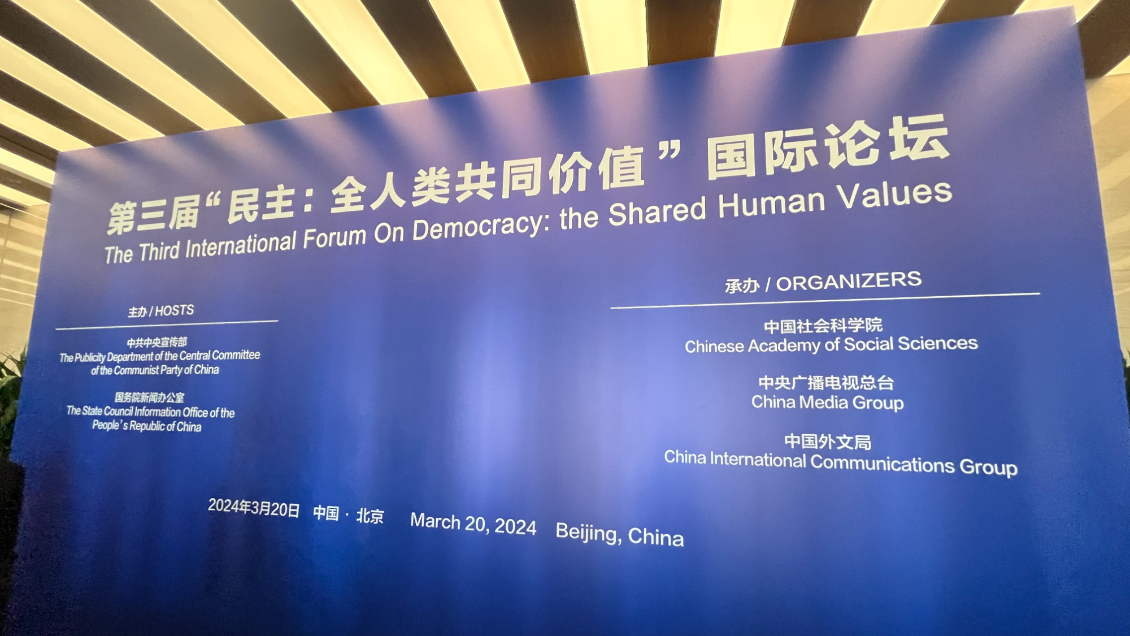 第三届“民主：全人类共同价值”国际论坛
The Third International Forum On Democracy: the Shared Human Values
主办 / HOSTS
中共中央宣传部
The Publicity Department of the Central Committee
of the Communist Party of China
国务院新闻办公室
The State Council Information Office of the
People's Republic of China
承办 / ORGANIZERS
中国社会科学院
Chinese Academy of Social Sciences
中央广播电视总台
China Media Group
中国外文局
China International Communications Group
2024年3月20日 中国 · 北京 March 20, 2024 Beijing, China